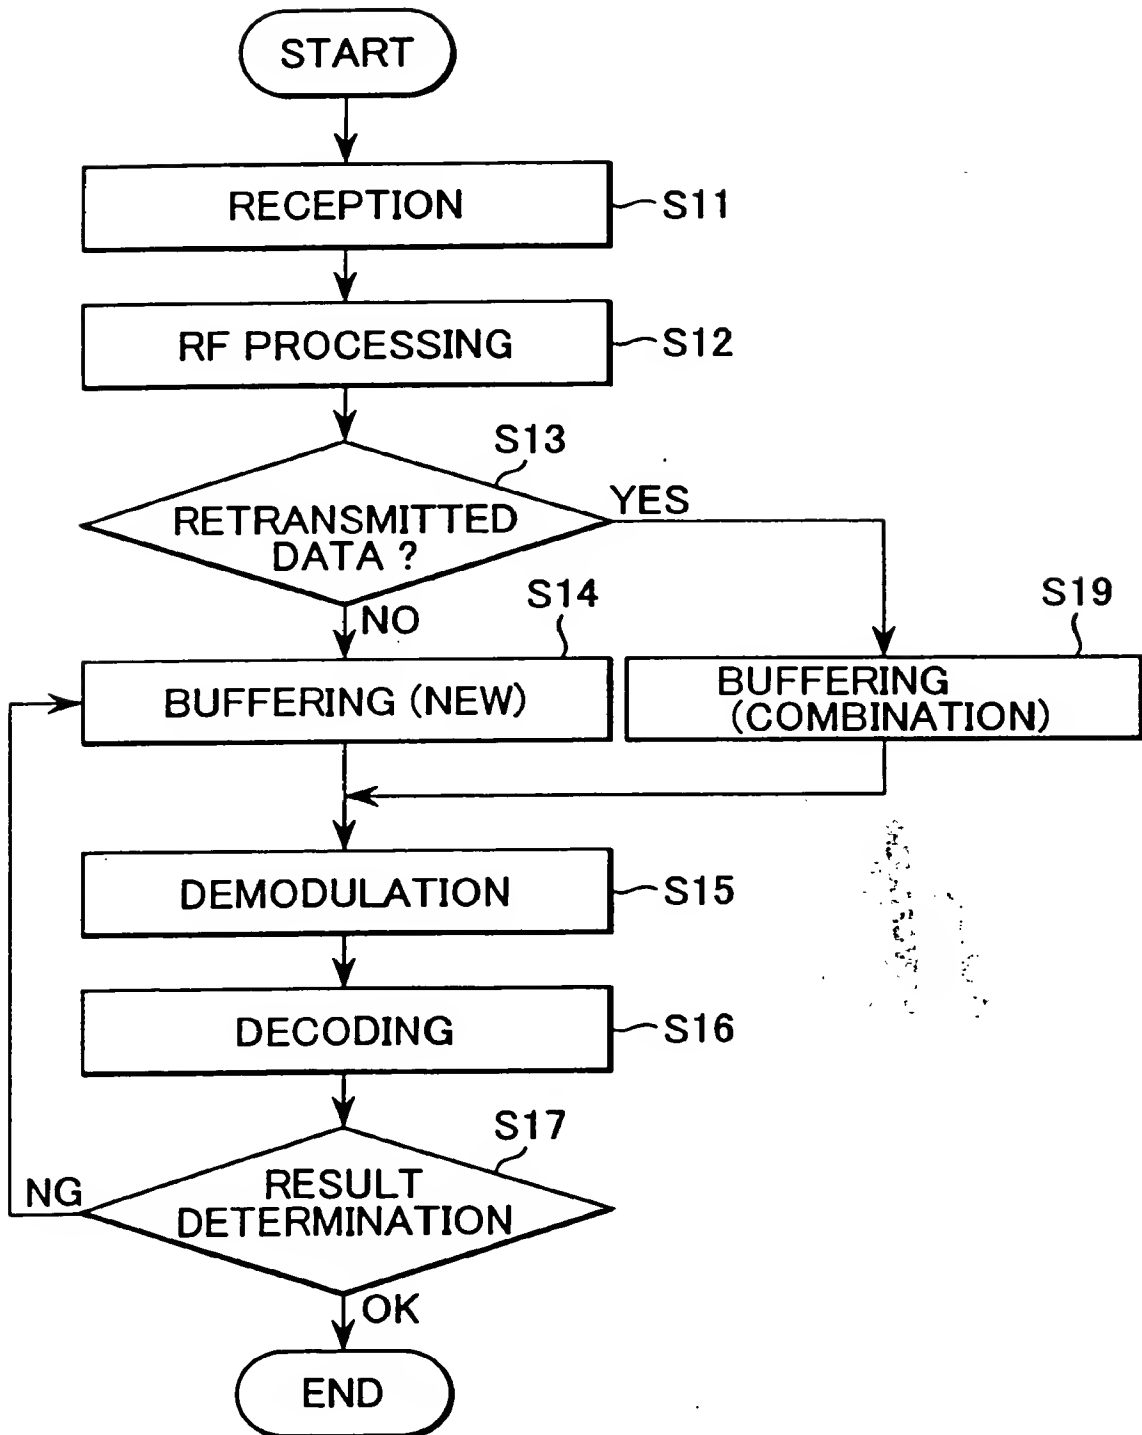 START
RECEPTION
S11
RF PROCESSING
S12
S13
RETRANSMITTED
DATA ?
YES
NO
S14
S19
BUFFERING (NEW)
BUFFERING
(COMBINATION)
DEMODULATION
S15
DECODING
S16
S17
RESULT
DETERMINATION
NG
OK
END